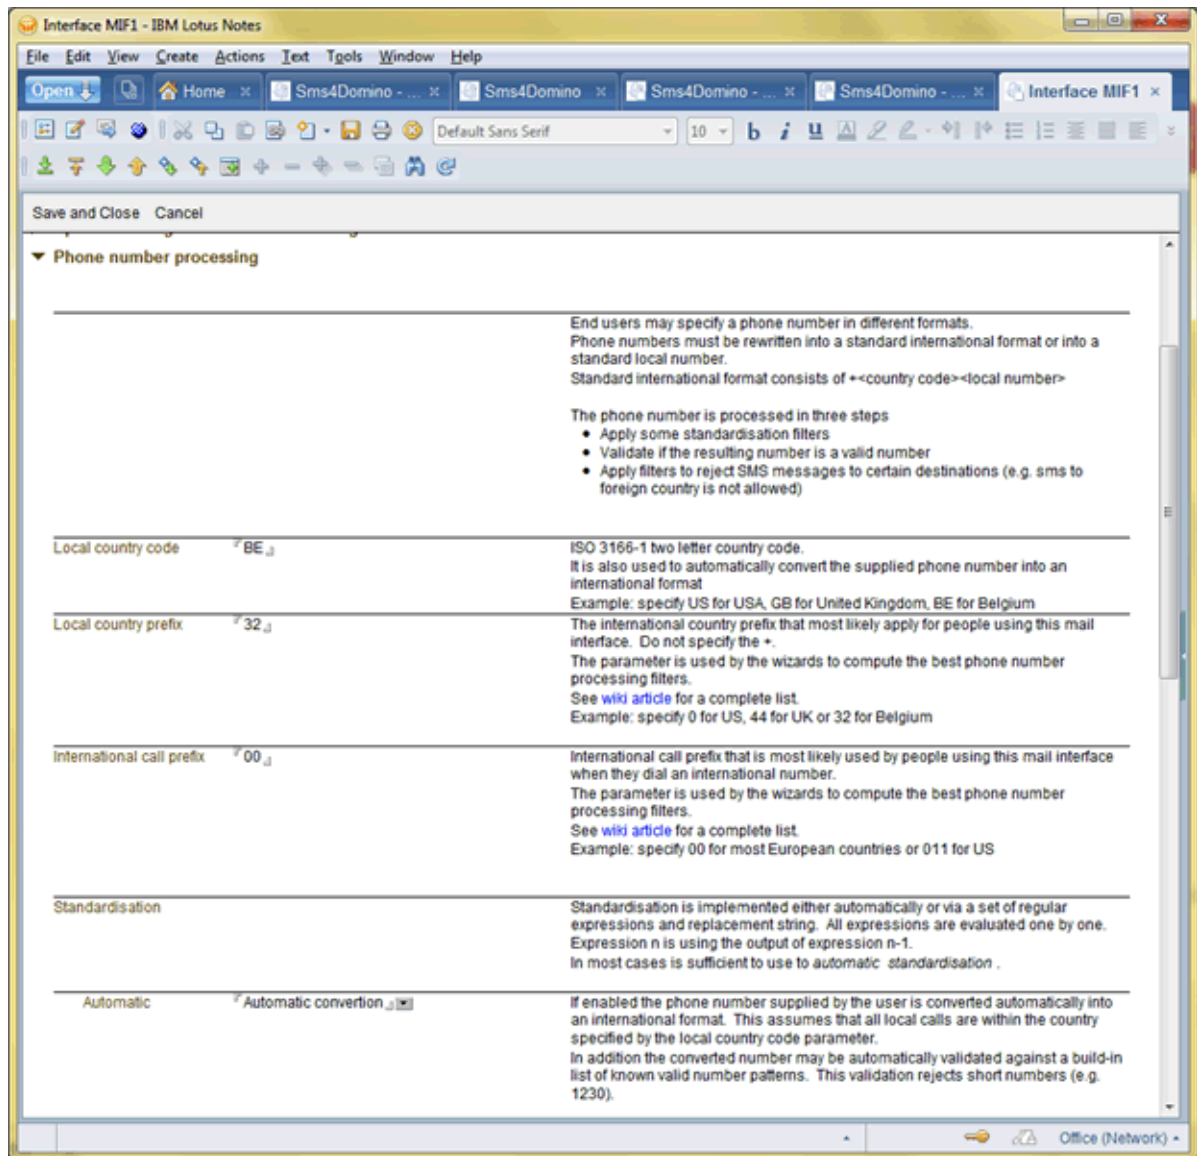 Interface MIF1 - IBM Lotus Notes
File Edit View Create Actions Text Tools Window Help
Open Home Sms4Domino - ... Sms4Domino Sms4Domino - ... Sms4Domino - ... Interface MIF1
Default Sans Serif 10 b i u
Save and Close Cancel
Phone number processing
End users may specify a phone number in different formats.
Phone numbers must be rewritten into a standard international format or into a
standard local number.
Standard international format consists of +<country code><local number>
The phone number is processed in three steps
• Apply some standardisation filters
• Validate if the resulting number is a valid number
• Apply filters to reject SMS messages to certain destinations (e.g. sms to
foreign country is not allowed)
Local country code BE ISO 3166-1 two letter country code.
It is also used to automatically convert the supplied phone number into an
international format
Example: specify US for USA, GB for United Kingdom, BE for Belgium
Local country prefix 32 The international country prefix that most likely apply for people using this mail
interface. Do not specify the +.
The parameter is used by the wizards to compute the best phone number
processing filters.
See wiki article for a complete list.
Example: specify 0 for US, 44 for UK or 32 for Belgium
International call prefix 00 International call prefix that is most likely used by people using this mail interface
when they dial an international number.
The parameter is used by the wizards to compute the best phone number
processing filters.
See wiki article for a complete list.
Example: specify 00 for most European countries or 011 for US
Standardisation Standardisation is implemented either automatically or via a set of regular
expressions and replacement string. All expressions are evaluated one by one.
Expression n is using the output of expression n-1.
In most cases is sufficient to use to automatic standardisation .
Automatic Automatic convertion If enabled the phone number supplied by the user is converted automatically into
an international format. This assumes that all local calls are within the country
specified by the local country code parameter.
In addition the converted number may be automatically validated against a build-in
list of known valid number patterns. This validation rejects short numbers (e.g.
1230).
Office (Network)